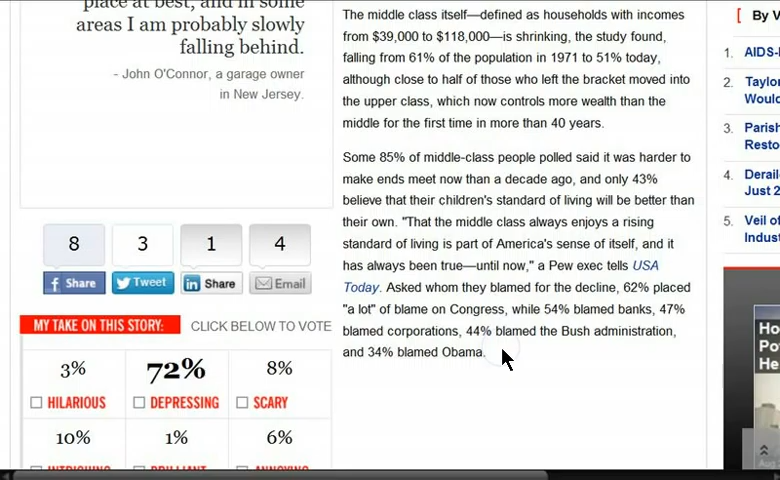 place at best, and in some
areas I am probably slowly
falling behind.
- John O'Connor, a garage owner
in New Jersey.
8
3
1
4
Share
Tweet
Share
Email
MY TAKE ON THIS STORY:
CLICK BELOW TO VOTE
3%
72%
8%
HILARIOUS
DEPRESSING
SCARY
10%
1%
6%
The middle class itself—defined as households with incomes
from $39,000 to $118,000—is shrinking, the study found,
falling from 61% of the population in 1971 to 51% today,
although close to half of those who left the bracket moved into
the upper class, which now controls more wealth than the
middle for the first time in more than 40 years.
Some 85% of middle-class people polled said it was harder to
make ends meet now than a decade ago, and only 43%
believe that their children's standard of living will be better than
their own. "That the middle class always enjoys a rising
standard of living is part of America's sense of itself, and it
has always been true—until now," a Pew exec tells USA
Today. Asked whom they blamed for the decline, 62% placed
"a lot" of blame on Congress, while 54% blamed banks, 47%
blamed corporations, 44% blamed the Bush administration,
and 34% blamed Obama.
By V
1. AIDS-
2. Taylo
Would
3. Parish
Resto
4. Derail
Just 2
5. Veil of
Indust
Ho
Po
He